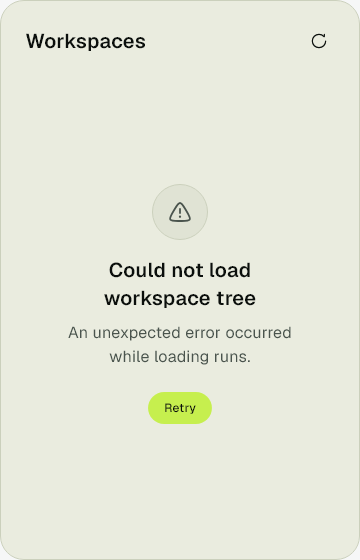 Workspaces
Could not load
workspace tree
An unexpected error occurred
while loading runs.
Retry